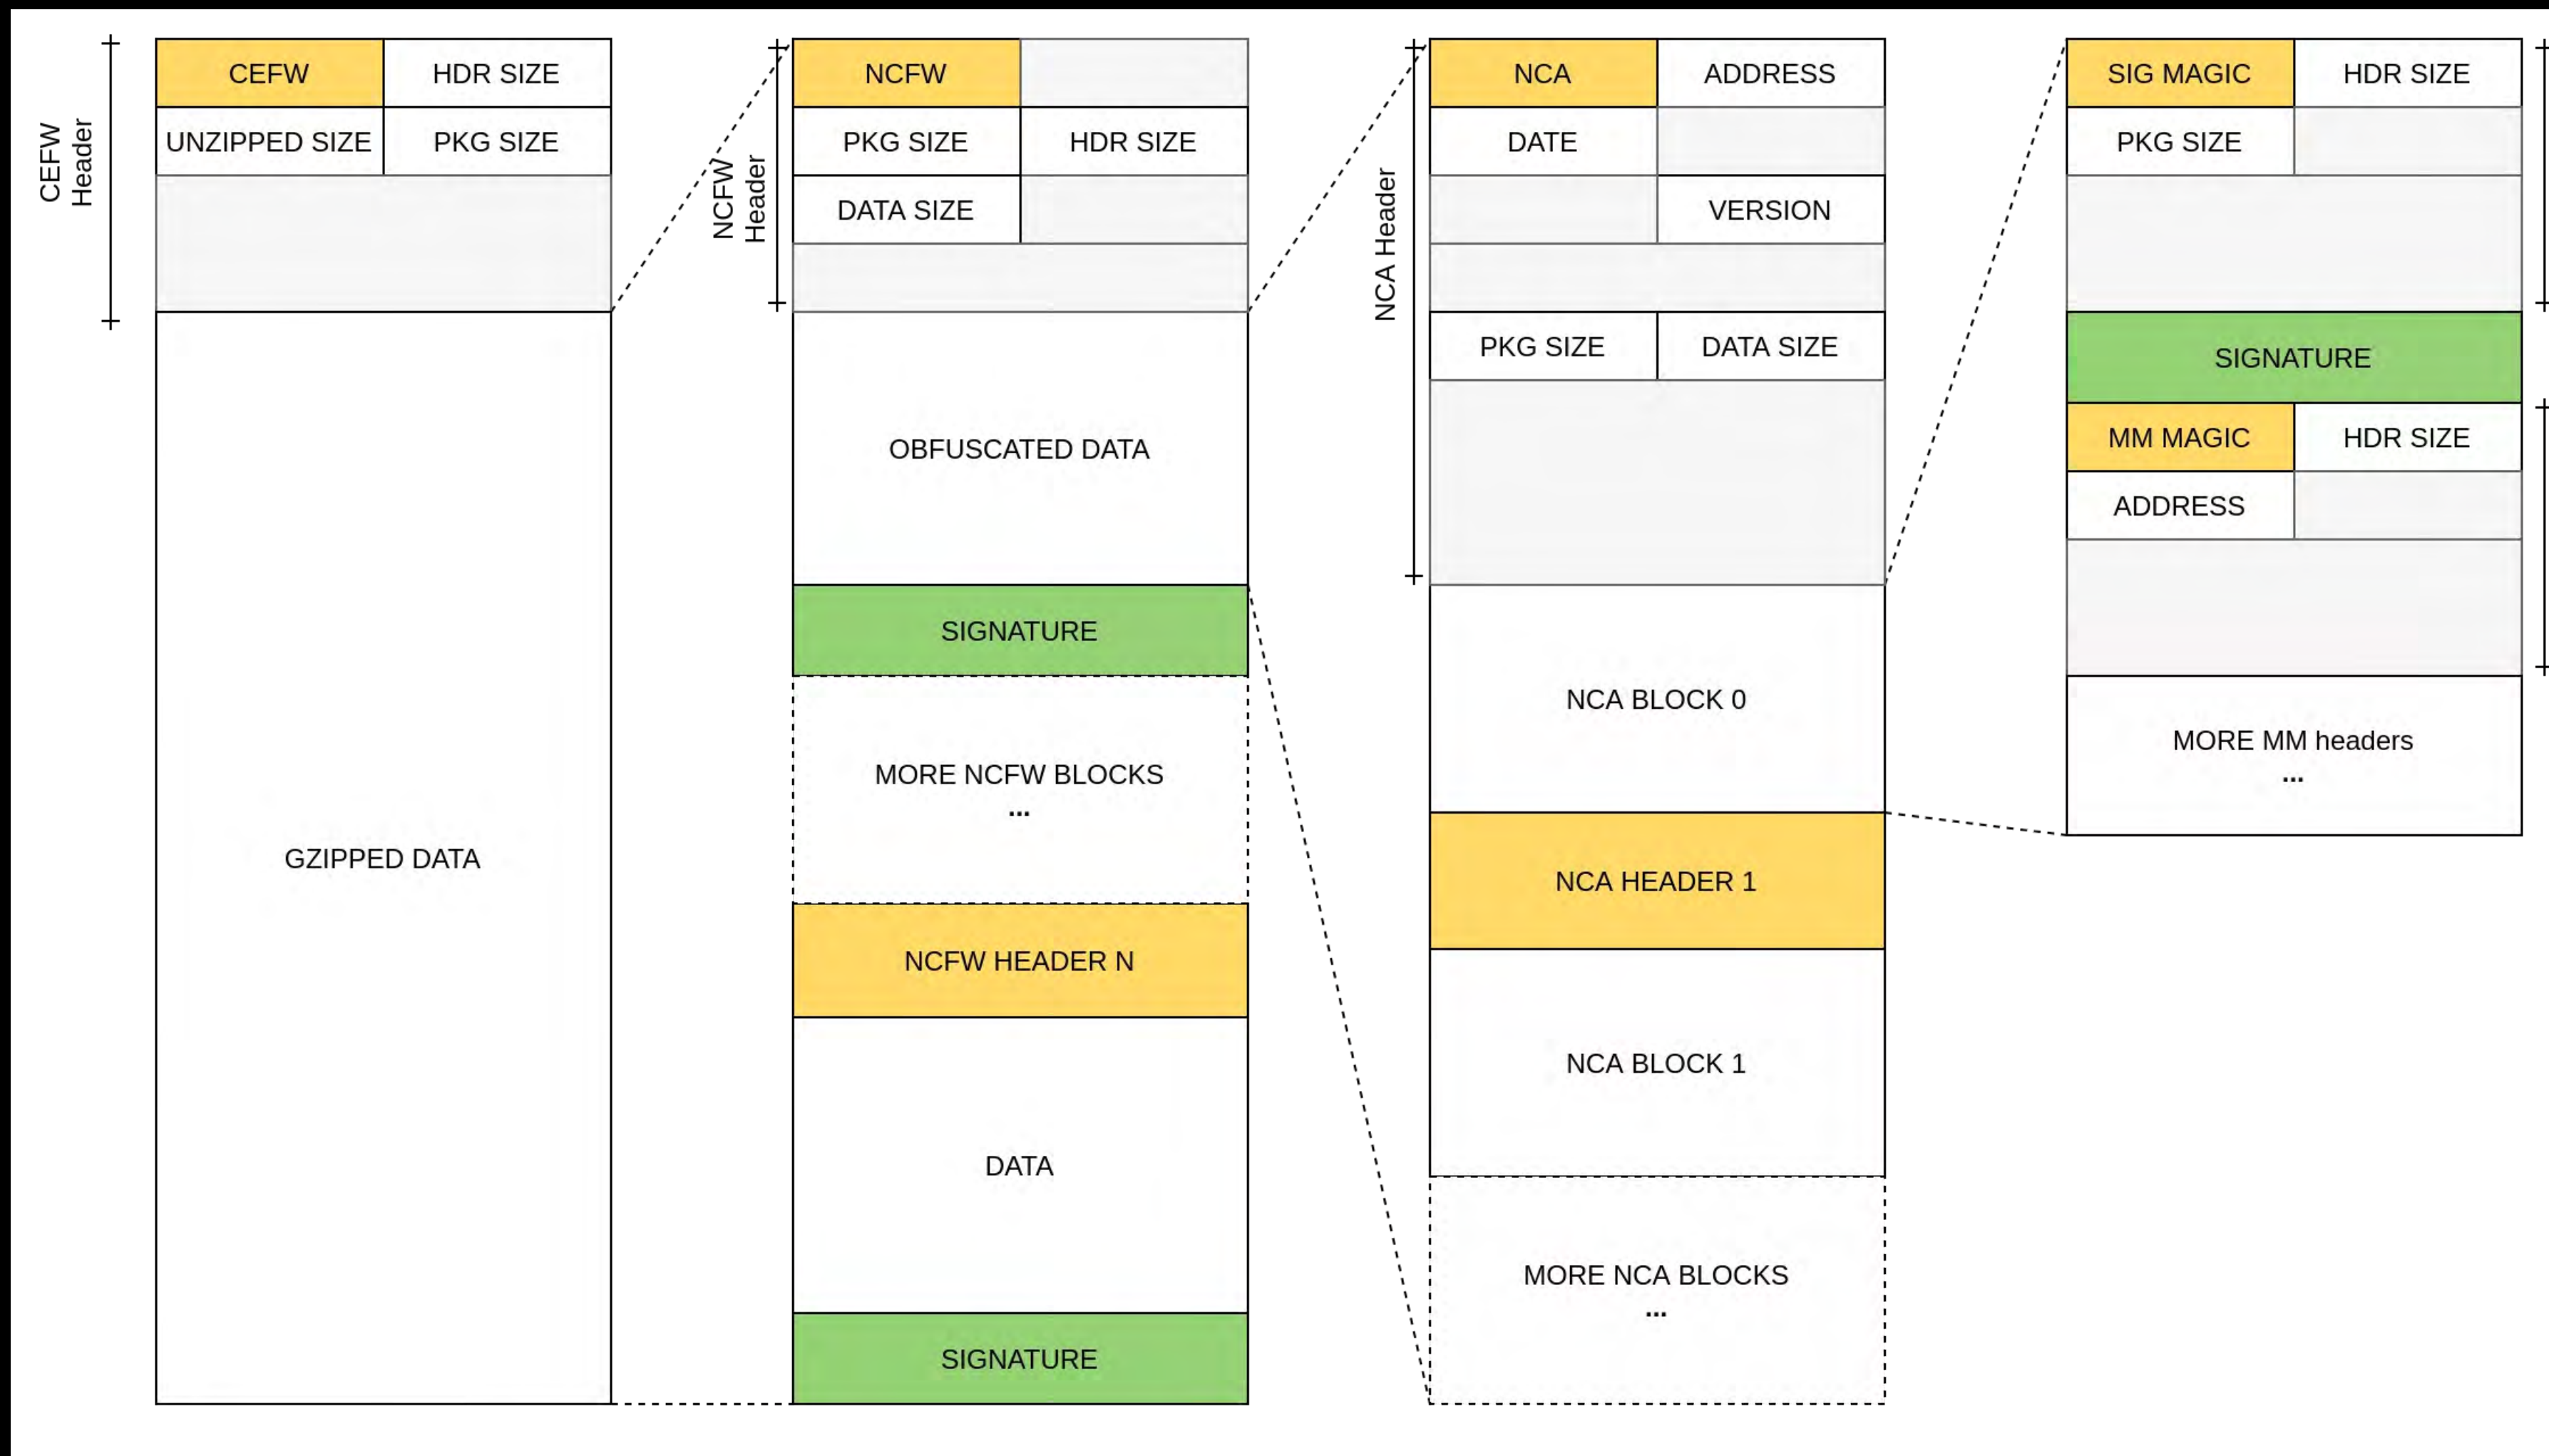 CEFW
Header
CEFW
HDR SIZE
UNZIPPED SIZE
PKG SIZE
GZIPPED DATA
NCFW
Header
NCFW
PKG SIZE
HDR SIZE
DATA SIZE
OBFUSCATED DATA
SIGNATURE
MORE NCFW BLOCKS
...
NCFW HEADER N
DATA
SIGNATURE
NCA Header
NCA
ADDRESS
DATE
VERSION
PKG SIZE
DATA SIZE
NCA BLOCK 0
NCA HEADER 1
NCA BLOCK 1
MORE NCA BLOCKS
...
SIG MAGIC
HDR SIZE
PKG SIZE
SIGNATURE
MM MAGIC
HDR SIZE
ADDRESS
MORE MM headers
...